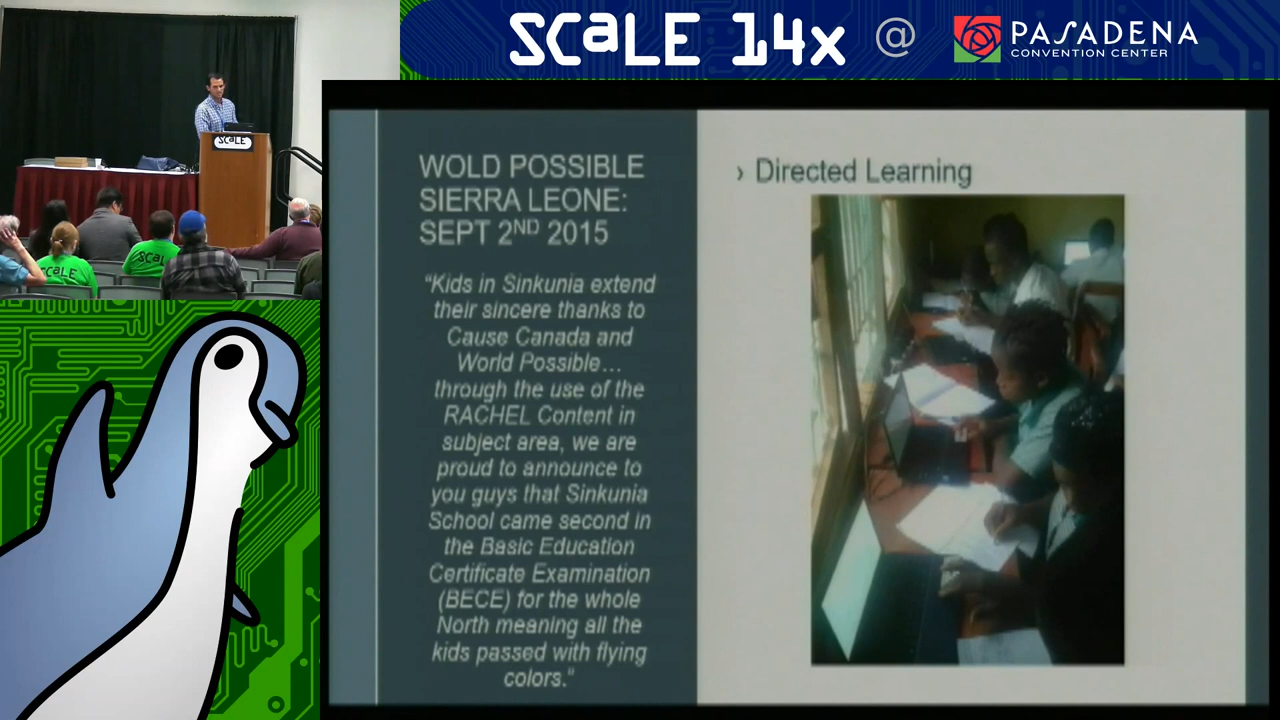 SCaLE 14x @ PASADENA
CONVENTION CENTER
SCaLE
SCaLE
SCaLE
WOLD POSSIBLE
SIERRA LEONE:
SEPT 2ND 2015
“Kids in Sinkunia extend
their sincere thanks to
Cause Canada and
World Possible…
through the use of the
RACHEL Content in
subject area, we are
proud to announce to
you guys that Sinkunia
School came second in
the Basic Education
Certificate Examination
(BECE) for the whole
North meaning all the
kids passed with flying
colors.”
› Directed Learning